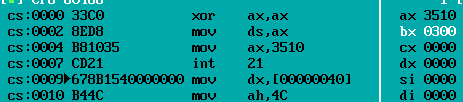 cs:0000 33C0 xor ax,ax ax 3510
cs:0002 8ED8 mov ds,ax bx 0300
cs:0004 B81035 mov ax,3510 cx 0000
cs:0007 CD21 int 21 dx 0000
cs:0009▶678B1540000000 mov dx,[00000040] si 0000
cs:0010 B44C mov ah,4C di 0000